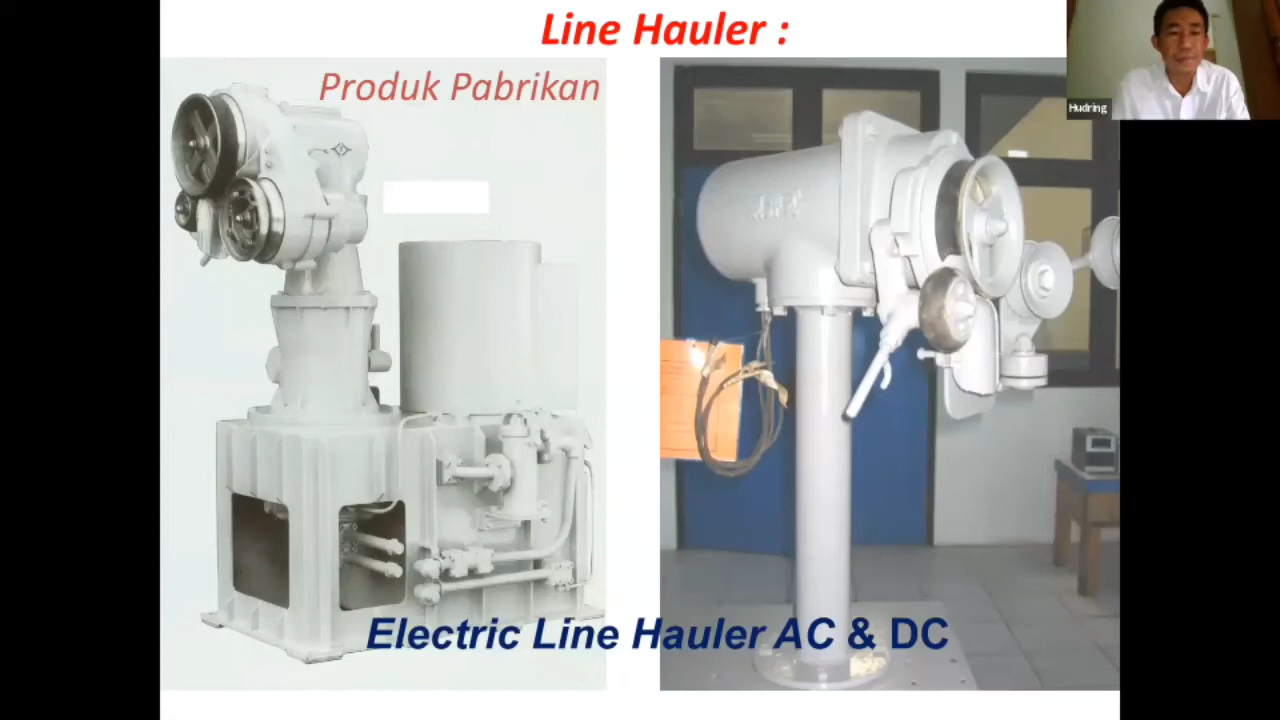 Line Hauler :
Produk Pabrikan
Hudring
Electric Line Hauler AC & DC